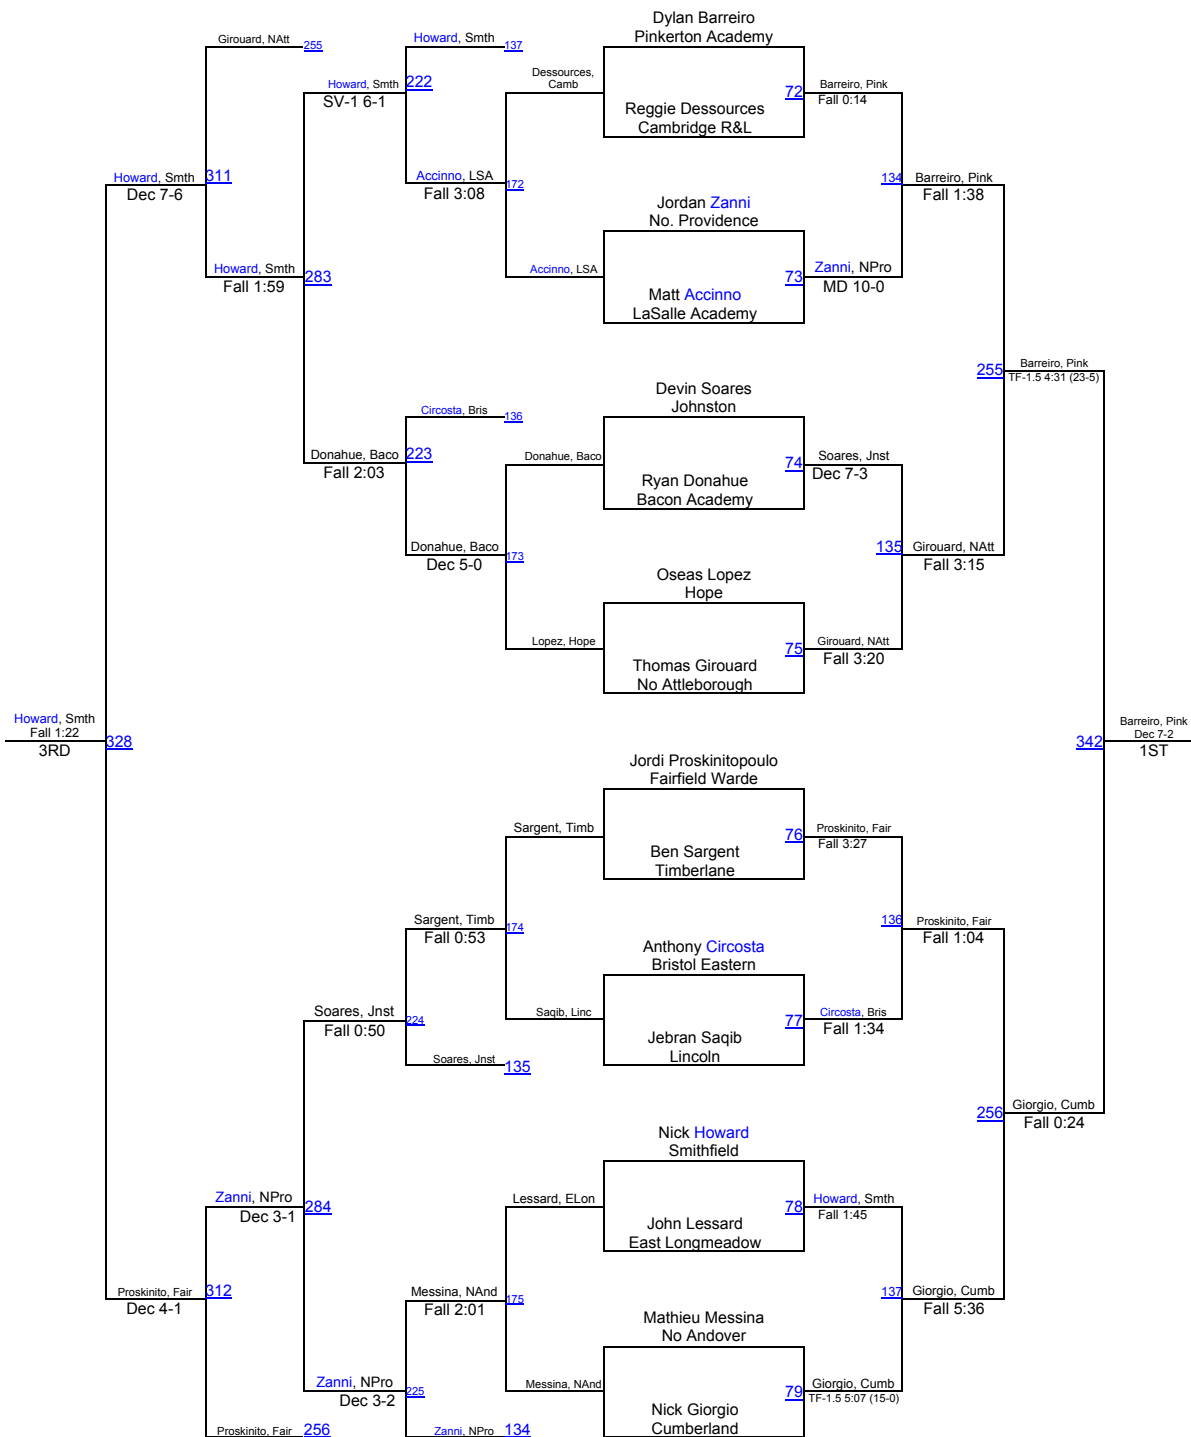 Dylan Barreiro
Pinkerton Academy
Girouard, NAtt
255
Howard, Smth
137
Dessources,
Camb
Howard, Smth
222
SV-1 6-1
72
Barreiro, Pink
Fall 0:14
Reggie Dessources
Cambridge R&L
Howard, Smth
311
Dec 7-6
Accinno, LSA
172
Fall 3:08
134
Barreiro, Pink
Fall 1:38
Jordan Zanni
No. Providence
Howard, Smth
283
Fall 1:59
Accinno, LSA
73
Zanni, NPro
MD 10-0
Matt Accinno
LaSalle Academy
255
Barreiro, Pink
TF-1.5 4:31 (23-5)
Devin Soares
Johnston
Circosta, Bris
136
Donahue, Baco
223
Fall 2:03
Donahue, Baco
74
Soares, Jnst
Dec 7-3
Ryan Donahue
Bacon Academy
Donahue, Baco
173
Dec 5-0
135
Girouard, NAtt
Fall 3:15
Oseas Lopez
Hope
Lopez, Hope
75
Girouard, NAtt
Fall 3:20
Thomas Girouard
No Attleborough
Howard, Smth
Fall 1:22
3RD
328
342
Barreiro, Pink
Dec 7-2
1ST
Jordi Proskinitopoulo
Fairfield Warde
Sargent, Timb
76
Proskinito, Fair
Fall 3:27
Ben Sargent
Timberlane
Sargent, Timb
174
Fall 0:53
136
Proskinito, Fair
Fall 1:04
Anthony Circosta
Bristol Eastern
Soares, Jnst
224
Fall 0:50
Saqib, Linc
77
Circosta, Bris
Fall 1:34
Jebran Saqib
Lincoln
Soares, Jnst
135
256
Giorgio, Cumb
Fall 0:24
Nick Howard
Smithfield
Zanni, NPro
284
Dec 3-1
Lessard, ELon
78
Howard, Smth
Fall 1:45
John Lessard
East Longmeadow
Proskinito, Fair
312
Dec 4-1
Messina, NAnd
175
Fall 2:01
137
Giorgio, Cumb
Fall 5:36
Mathieu Messina
No Andover
Zanni, NPro
225
Dec 3-2
Messina, NAnd
79
Giorgio, Cumb
TF-1.5 5:07 (15-0)
Nick Giorgio
Cumberland
Proskinito, Fair
256
Zanni, NPro
134